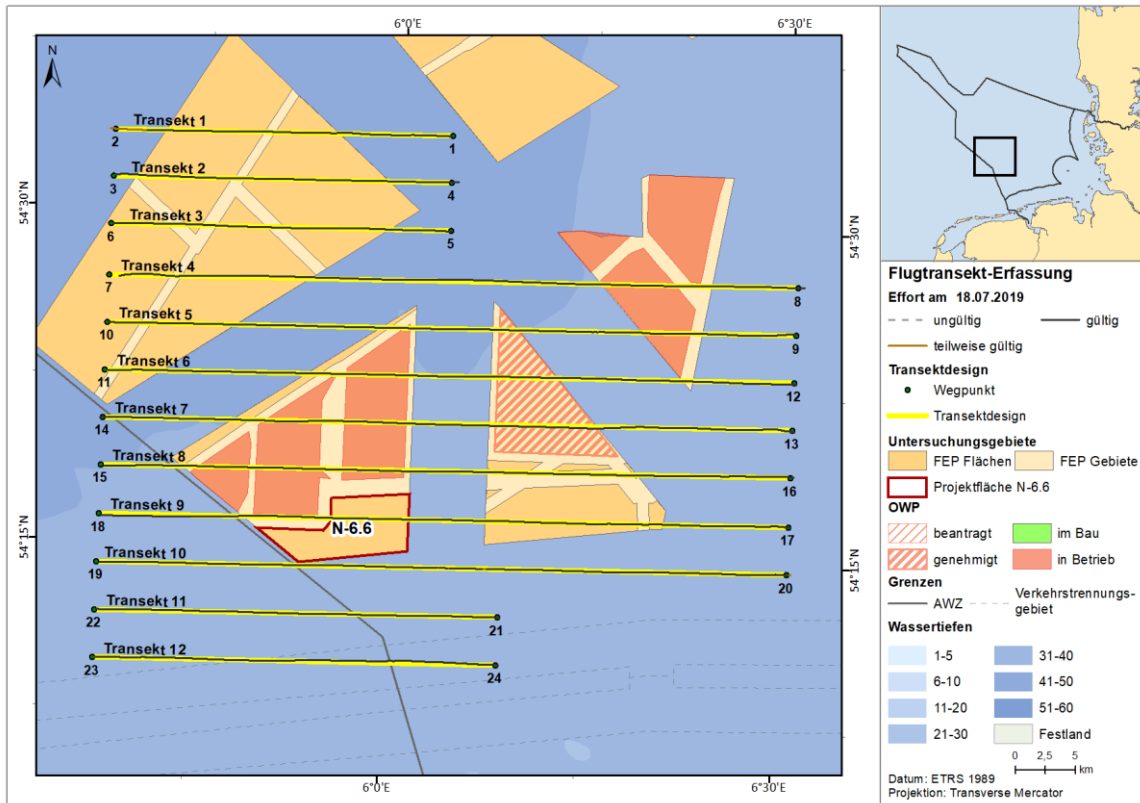 6°0'E
6°30'E
N
54°30'N
54°30'N
54°15'N
54°15'N
6°0'E
6°30'E
Transekt 1
2
1
Transekt 2
3
4
Transekt 3
6
5
Transekt 4
7
8
Transekt 5
10
9
Transekt 6
11
12
Transekt 7
14
13
Transekt 8
15
16
Transekt 9
18
17
N-6.6
Transekt 10
19
20
Transekt 11
22
21
Transekt 12
23
24
Flugtransekt-Erfassung
Effort am 18.07.2019
ungültig
gültig
teilweise gültig
Transektdesign
Wegpunkt
Transektdesign
Untersuchungsgebiete
FEP Flächen
FEP Gebiete
Projektfläche N-6.6
OWP
beantragt
im Bau
genehmigt
in Betrieb
Grenzen
AWZ
Verkehrstrennungs-
gebiet
Wassertiefen
1-5
31-40
6-10
41-50
11-20
51-60
21-30
Festland
0 2,5 5
km
Datum: ETRS 1989
Projektion: Transverse Mercator